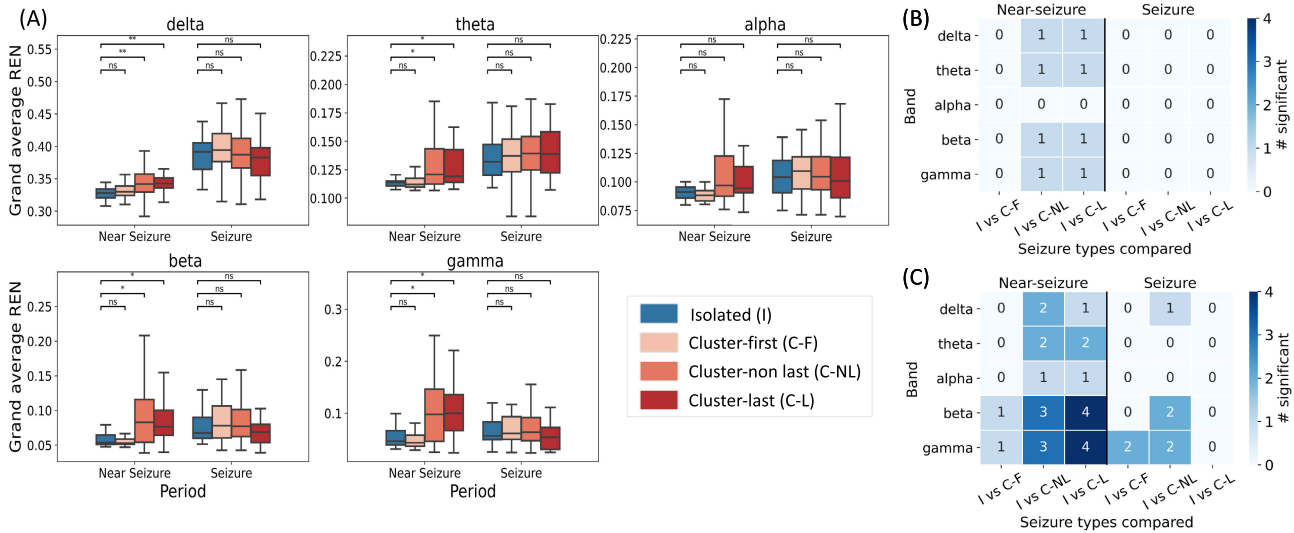 (A)
delta
theta
alpha
Grand average REN
0.55
0.50
0.45
0.40
0.35
0.30
**
**
ns
ns
ns
ns
Near Seizure
Seizure
0.225
0.200
0.175
0.150
0.125
0.100
*
*
ns
ns
ns
ns
Near Seizure
Seizure
0.225
0.200
0.175
0.150
0.125
0.100
0.075
ns
ns
ns
ns
ns
ns
Near Seizure
Seizure
beta
gamma
Grand average REN
0.25
0.20
0.15
0.10
0.05
*
*
ns
ns
ns
ns
Near Seizure
Seizure
Period
0.3
0.2
0.1
*
*
ns
ns
ns
ns
Near Seizure
Seizure
Period
Isolated (I)
Cluster-first (C-F)
Cluster-non last (C-NL)
Cluster-last (C-L)
(B)
Near-seizure Seizure
Band
delta 0 1 1 0 0 0
theta 0 1 1 0 0 0
alpha 0 0 0 0 0 0
beta 0 1 1 0 0 0
gamma 0 1 1 0 0 0
I vs C-F I vs C-NL I vs C-L I vs C-F I vs C-NL I vs C-L
Seizure types compared
4
3
2
1
0
# significant
(C)
Near-seizure Seizure
Band
delta 0 2 1 0 1 0
theta 0 2 2 0 0 0
alpha 0 1 1 0 0 0
beta 1 3 4 0 2 0
gamma 1 3 4 2 2 0
I vs C-F I vs C-NL I vs C-L I vs C-F I vs C-NL I vs C-L
Seizure types compared
4
3
2
1
0
# significant